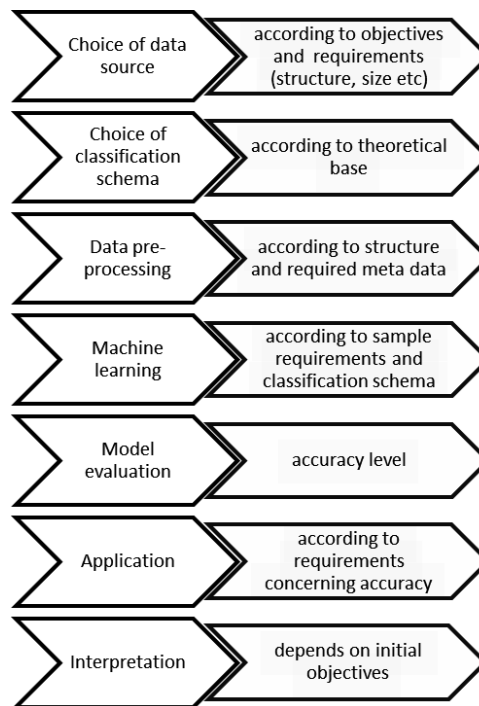 Choice of data
source
according to objectives
and requirements
(structure, size etc)
Choice of
classification
schema
according to theoretical
base
Data pre-
processing
according to structure
and required meta data
Machine
learning
according to sample
requirements and
classification schema
Model
evaluation
accuracy level
Application
according to
requirements
concerning accuracy
Interpretation
depends on initial
objectives